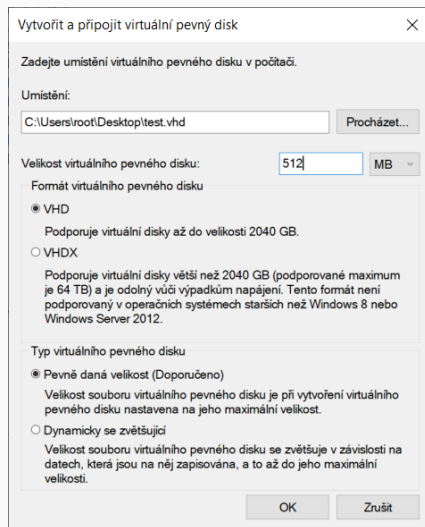 Vytvořit a připojit virtuální pevný disk
Zadejte umístění virtuálního pevného disku v počítači.
Umístění:
C:\Users\root\Desktop\test.vhd
Procházet...
Velikost virtuálního pevného disku:
512
MB
Formát virtuálního pevného disku
VHD
Podporuje virtuální disky až do velikosti 2040 GB.
VHDX
Podporuje virtuální disky větší než 2040 GB (podporované maximum
je 64 TB) a je odolný vůči výpadkům napájení. Tento formát není
podporovaný v operačních systémech starších než Windows 8 nebo
Windows Server 2012.
Typ virtuálního pevného disku
Pevně daná velikost (Doporučeno)
Velikost souboru virtuálního pevného disku je při vytvoření virtuálního
pevného disku nastavena na jeho maximální velikost.
Dynamicky se zvětšující
Velikost souboru virtuálního pevného disku se zvětšuje v závislosti na
datech, která jsou na něj zapisována, a to až do jeho maximální
velikosti.
OK
Zrušit